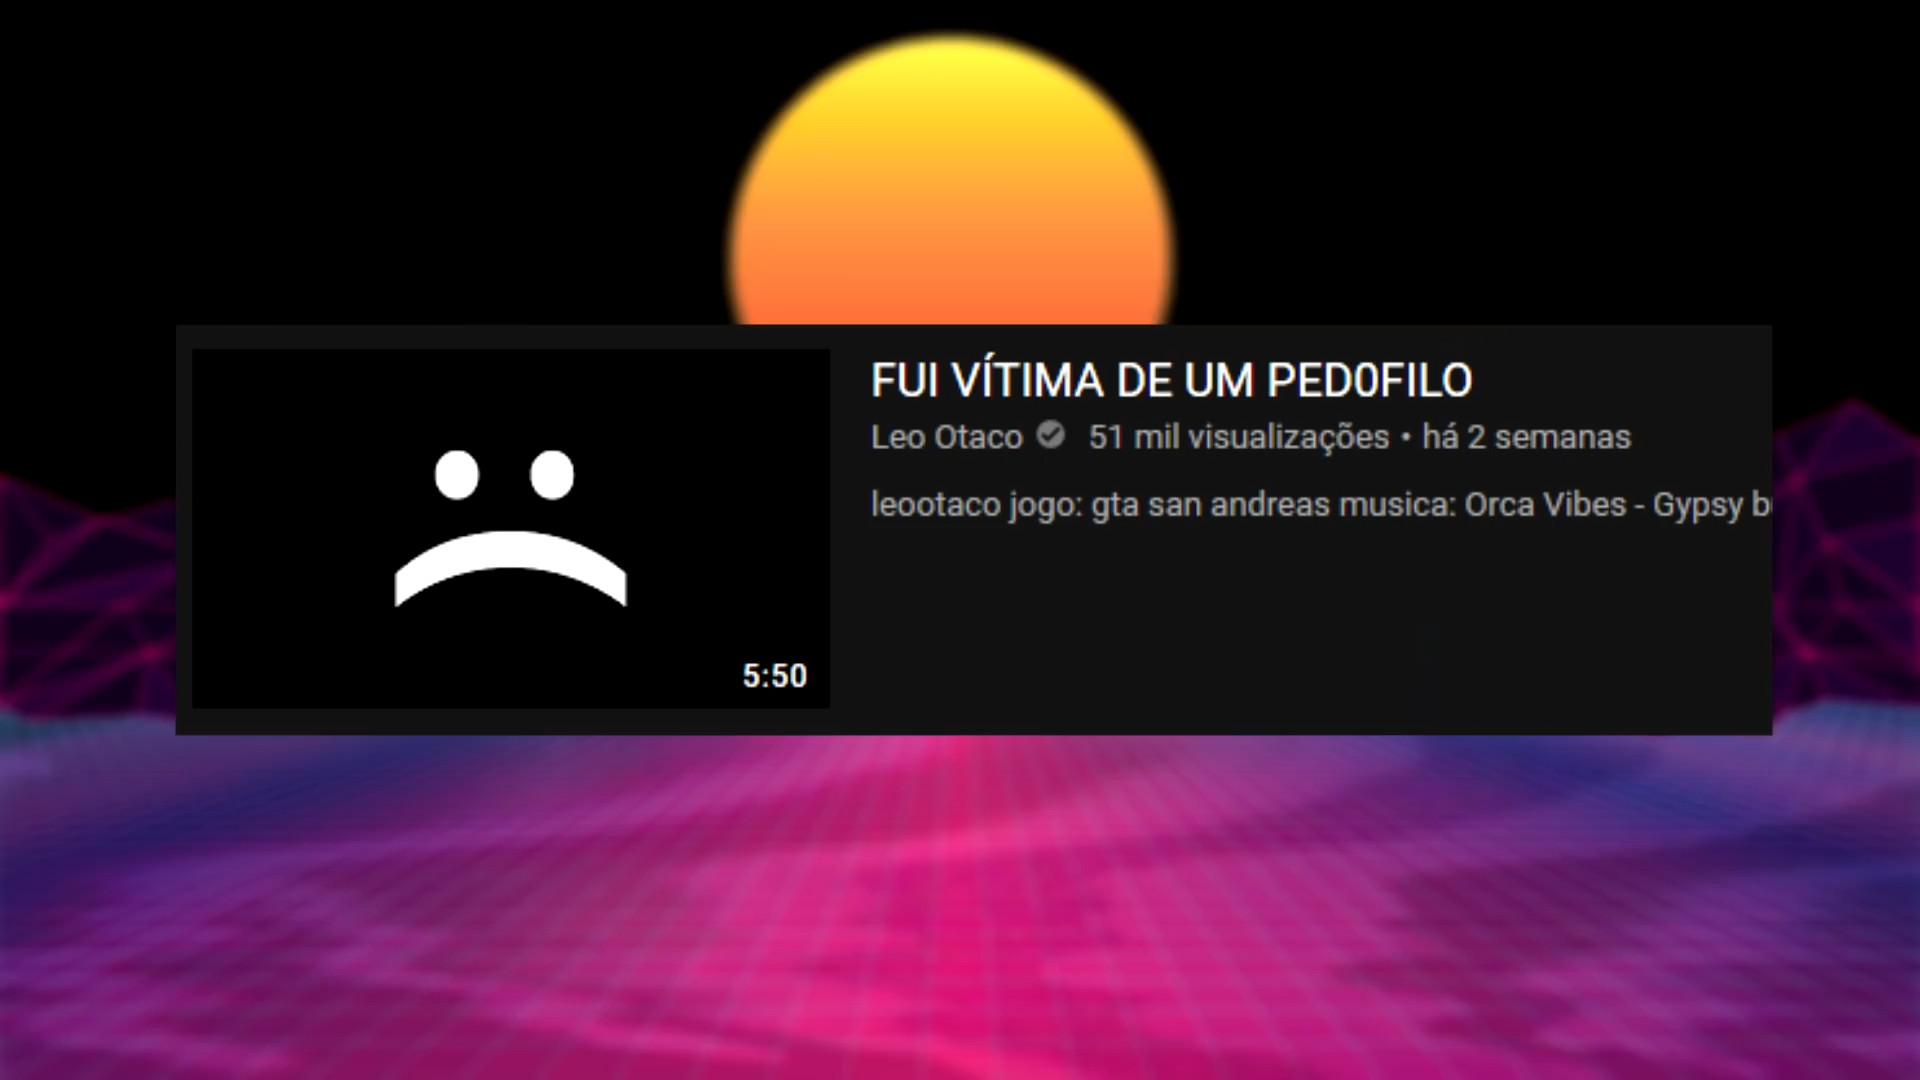 FUI VÍTIMA DE UM PED0FILO
Leo Otaco 51 mil visualizações • há 2 semanas
leootaco jogo: gta san andreas musica: Orca Vibes - Gypsy
5:50